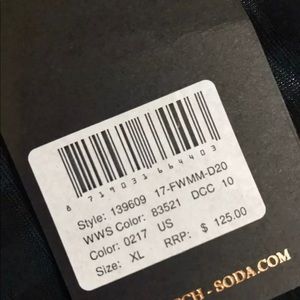 8 719031 664403
Style: 139609 17-FWMM-D20
WWS Color: 83521 DCC 10
Color: 0217 US
Size: XL RRP: $ 125.00
CH-SODA.COM